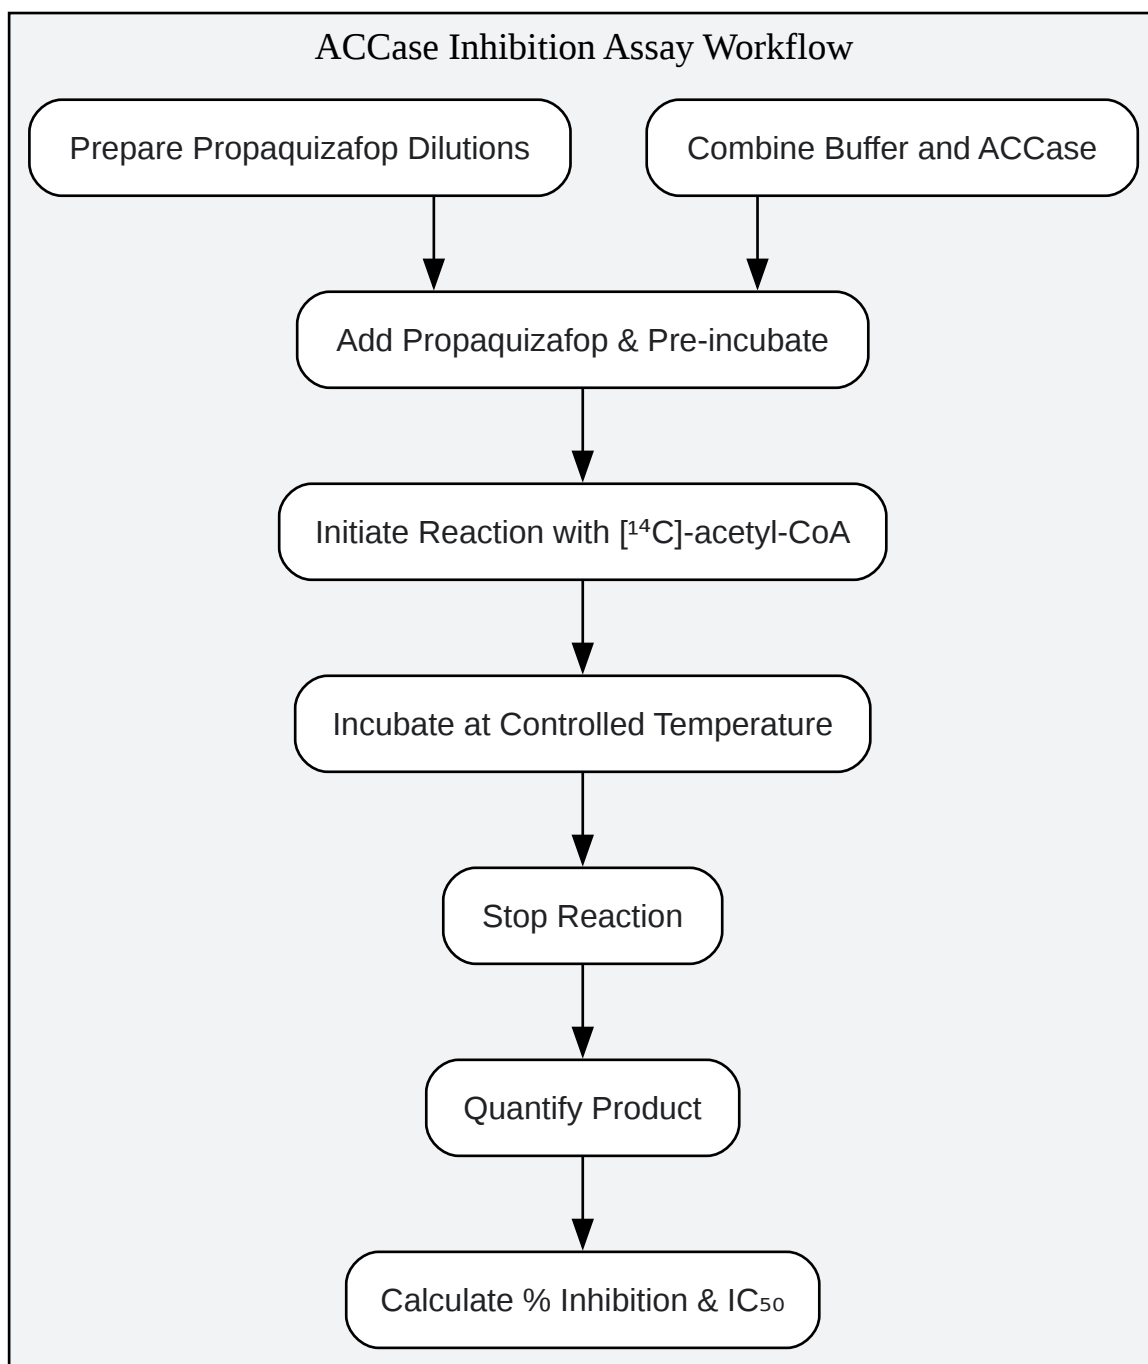 ACCase Inhibition Assay Workflow
Prepare Propaquizafop Dilutions
Combine Buffer and ACCase
Add Propaquizafop & Pre-incubate
Initiate Reaction with [¹⁴C]-acetyl-CoA
Incubate at Controlled Temperature
Stop Reaction
Quantify Product
Calculate % Inhibition & IC₅₀